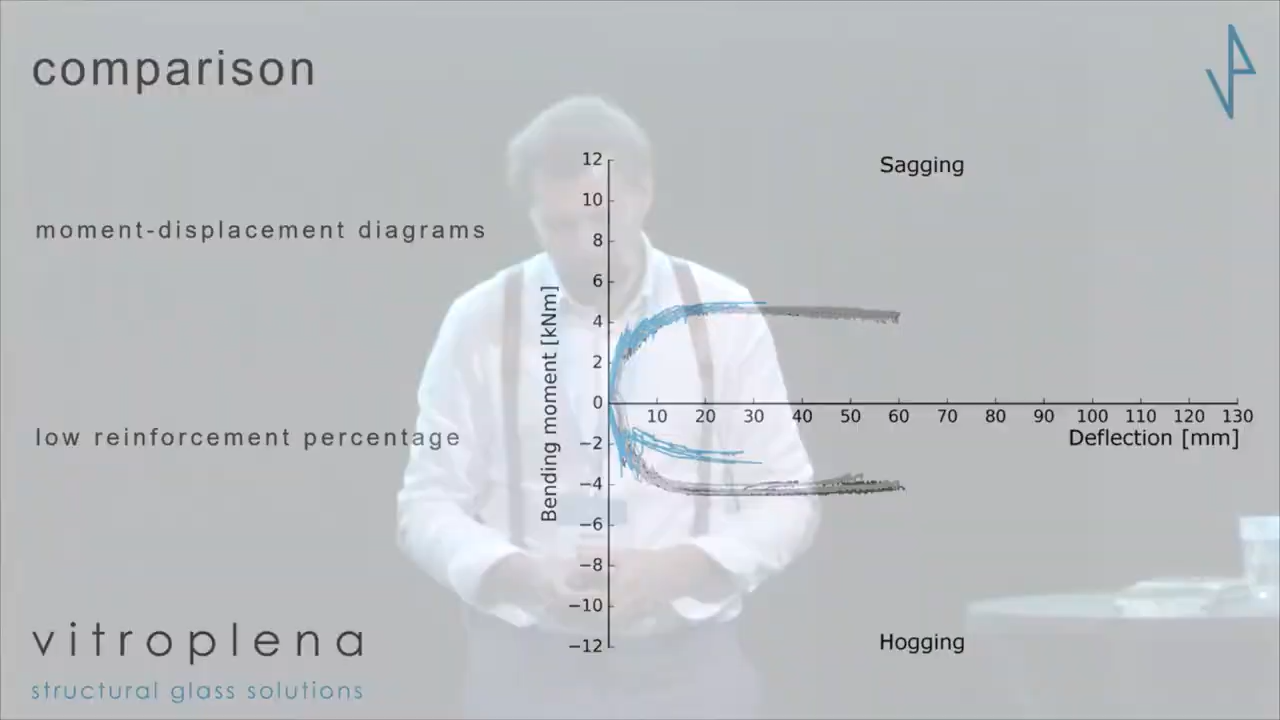 comparison
moment-displacement diagrams
low reinforcement percentage
Sagging
12
10
8
6
4
2
0
−2
−4
−6
−8
−10
−12
Bending moment [kNm]
10 20 30 40 50 60 70 80 90 100 110 120 130
Deflection [mm]
Hogging
vitroplena
structural glass solutions